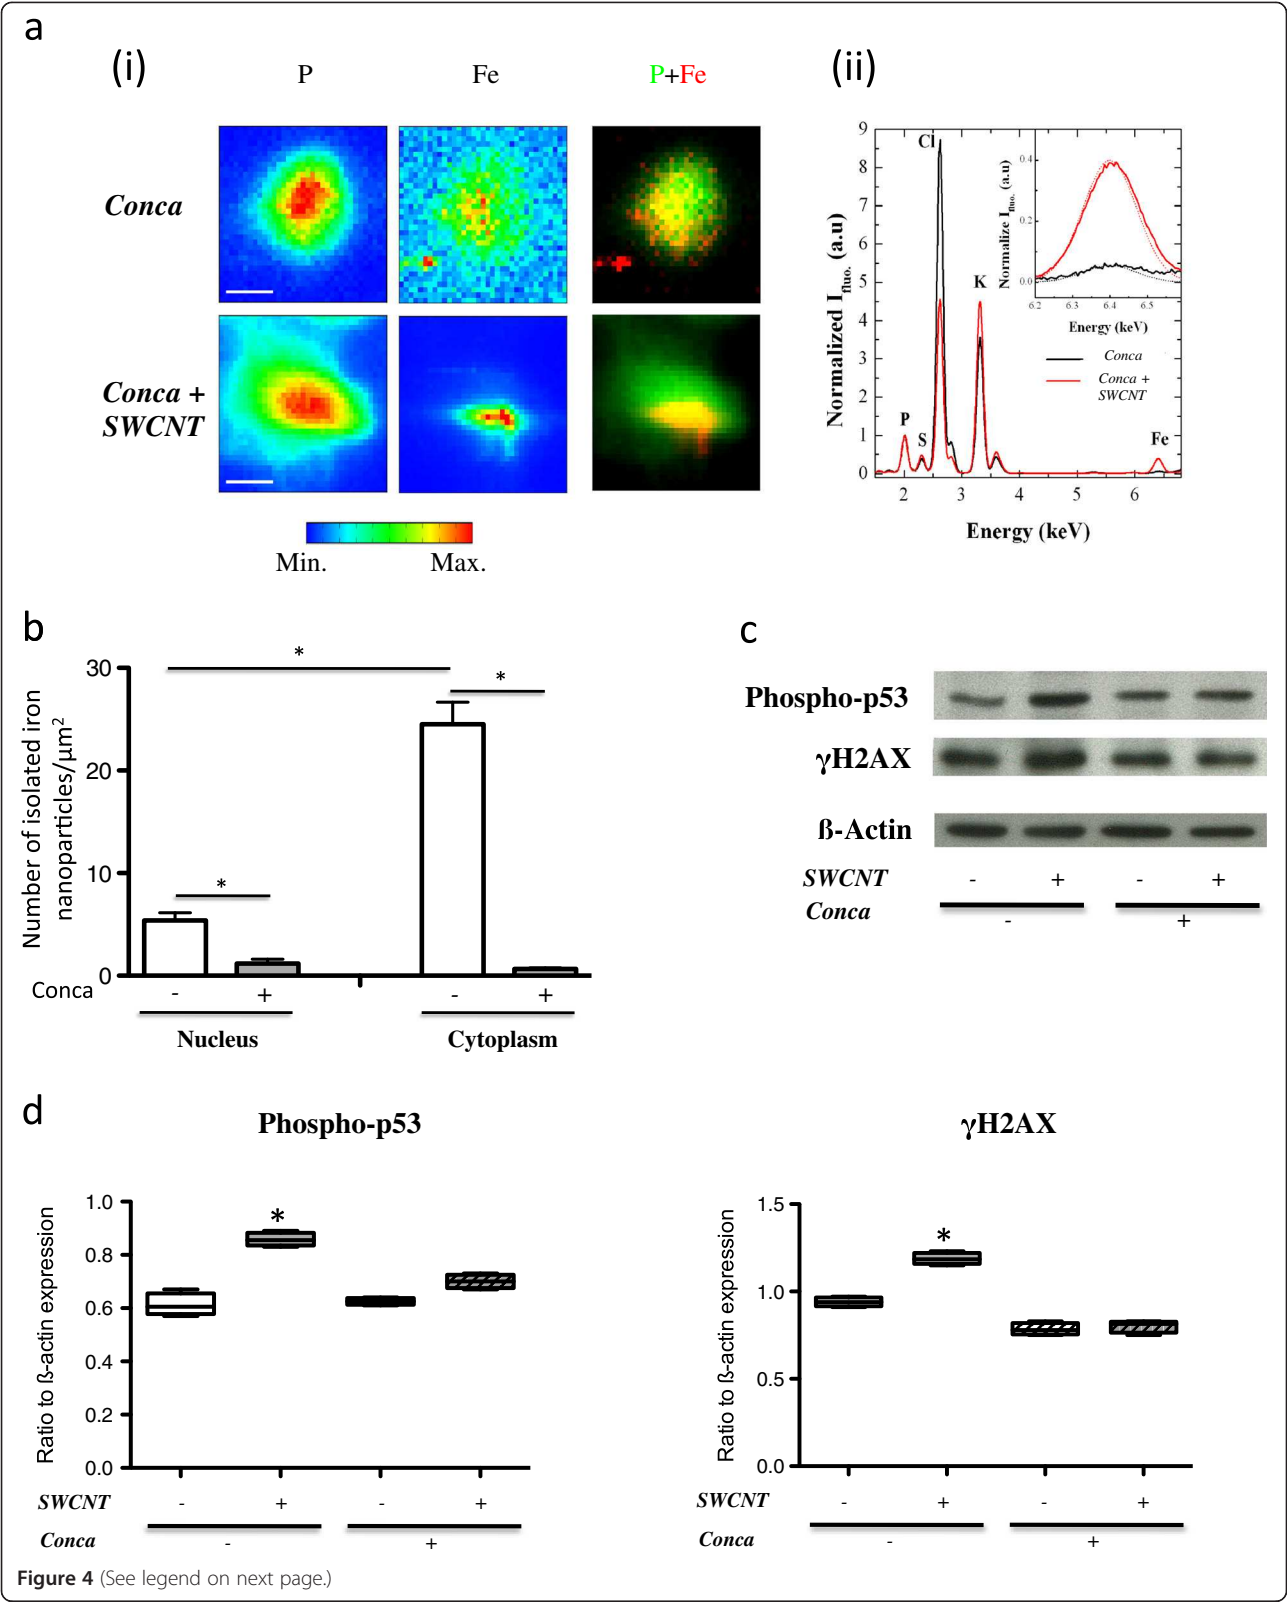 a
(i)
P Fe P+Fe
Conca
Conca +
SWCNT
Min. Max.
(ii)
9
8
7
6
5
4
3
2
1
0
Normalized I fluo. (a.u)
Cl
K
P
S
Fe
2 3 4 5 6
Energy (keV)
0.4
0.2
0.0
Normalize I fluo. (a.u)
6.2 6.3 6.4 6.5
Energy (keV)
Conca
Conca +
SWCNT
b
Number of isolated iron
nanoparticles/µm2
30
20
10
0
* * *
Conca - + - +
Nucleus Cytoplasm
c
Phospho-p53
γH2AX
ß-Actin
SWCNT - + - +
Conca - +
d
Phospho-p53
Ratio to ß-actin expression
1.0
0.8
0.6
0.4
0.2
0.0
*
SWCNT - + - +
Conca - +
γH2AX
Ratio to ß-actin expression
1.5
1.0
0.5
0.0
*
SWCNT - + - +
Conca - +
Figure 4 (See legend on next page.)